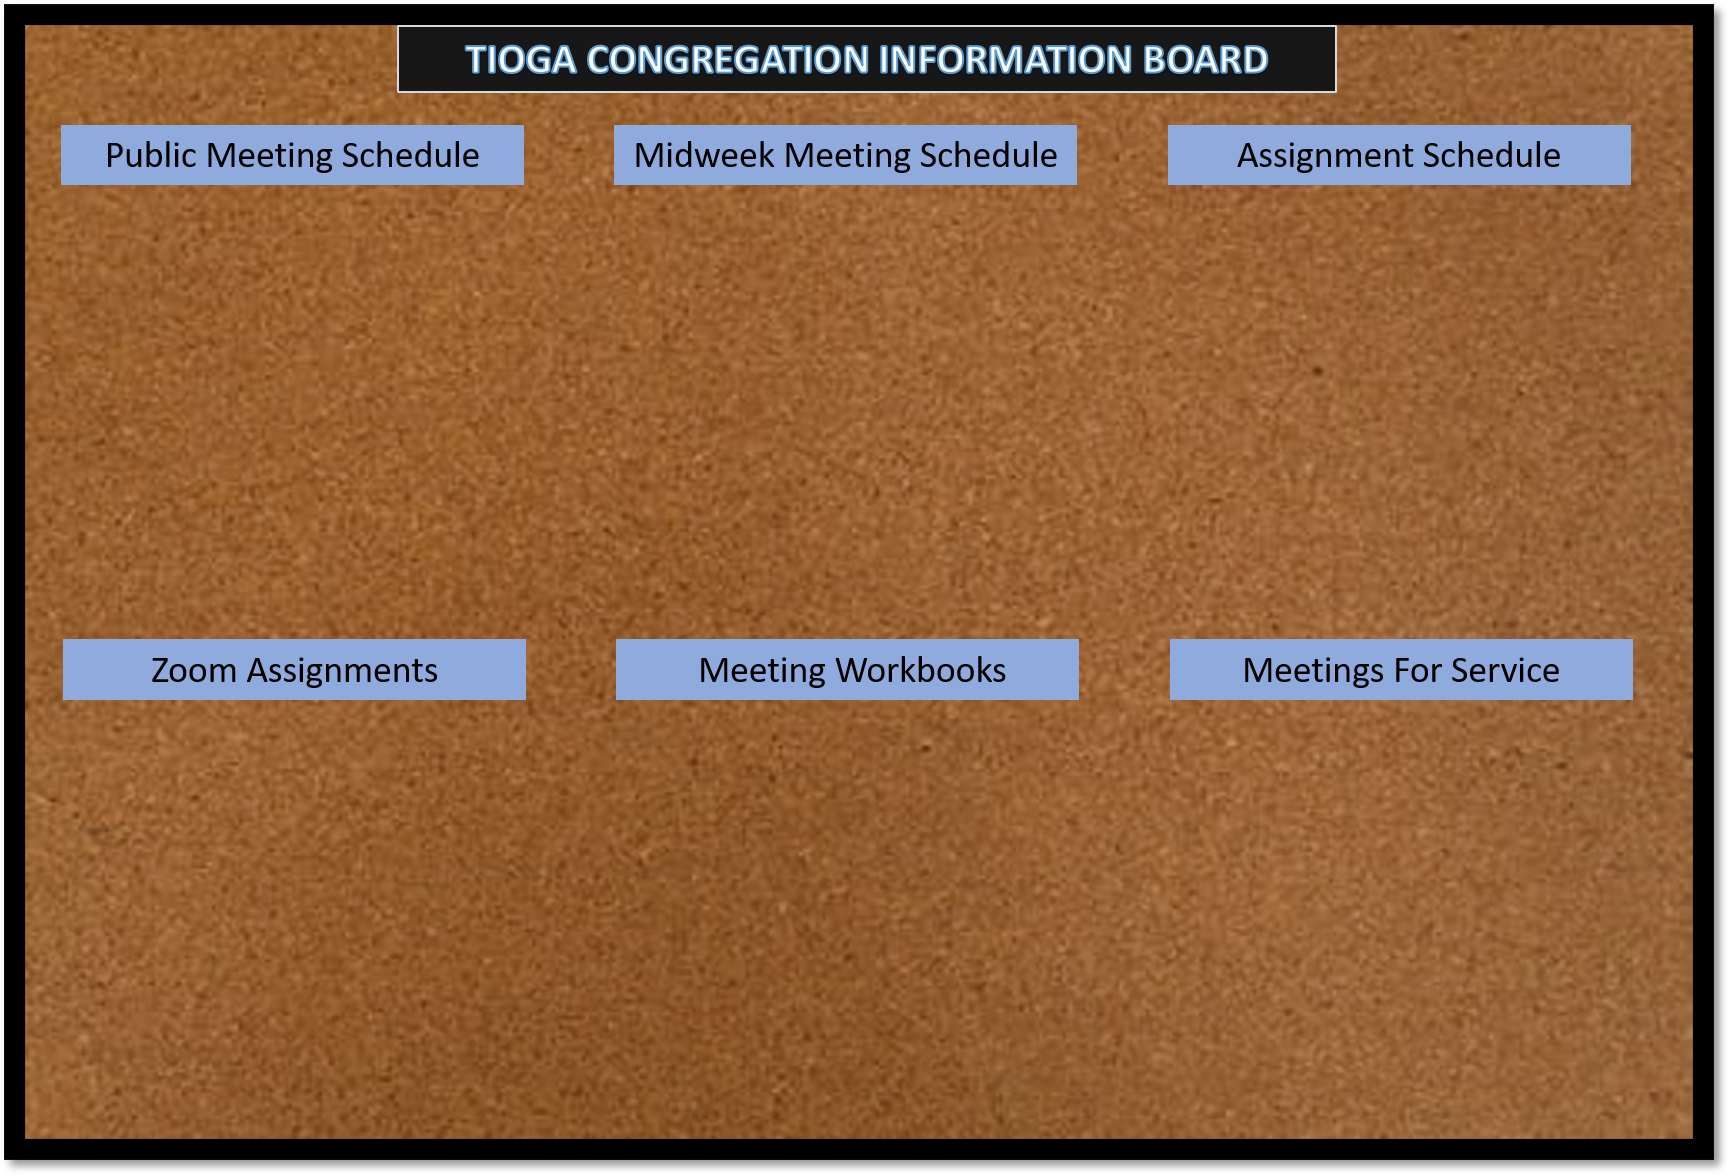 TIOGA CONGREGATION INFORMATION BOARD
Public Meeting Schedule
Midweek Meeting Schedule
Assignment Schedule
Zoom Assignments
Meeting Workbooks
Meetings For Service